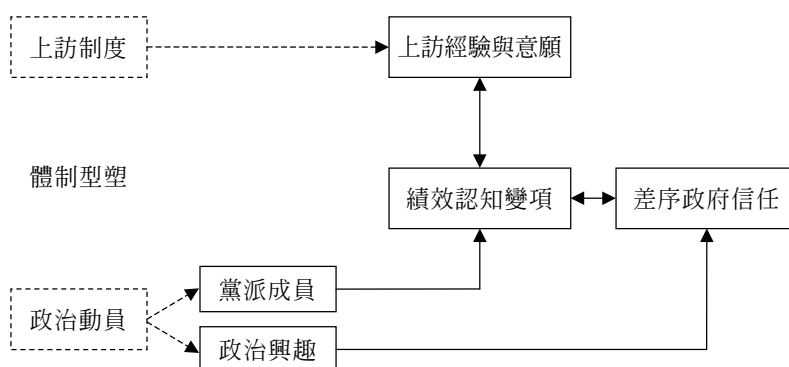 上訪制度
上訪經驗與意願
體制型塑
績效認知變項
差序政府信任
黨派成員
政治動員
政治興趣